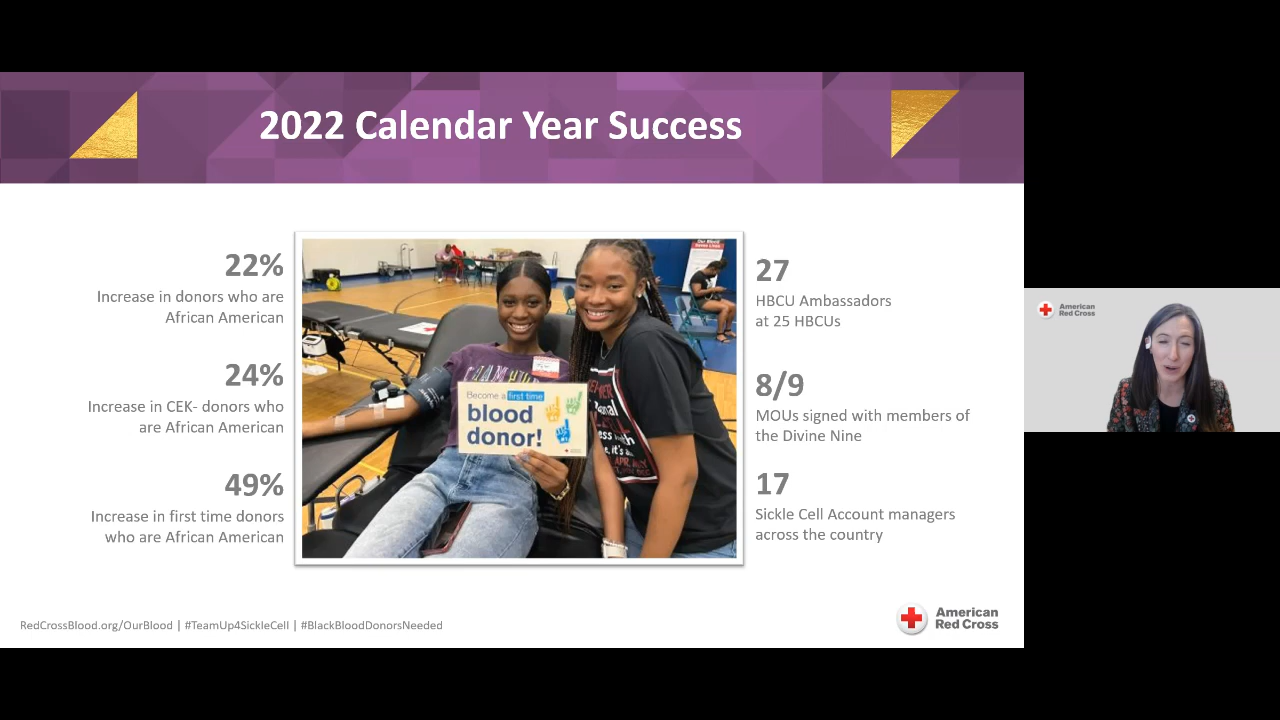 2022 Calendar Year Success
22%
Increase in donors who are
African American
24%
Increase in CEK- donors who
are African American
49%
Increase in first time donors
who are African American
Become a first time
blood
donor!
27
HBCU Ambassadors
at 25 HBCUs
8/9
MOUs signed with members of
the Divine Nine
17
Sickle Cell Account managers
across the country
RedCrossBlood.org/OurBlood | #TeamUp4SickleCell | #BlackBloodDonorsNeeded
American
Red Cross
American
Red Cross